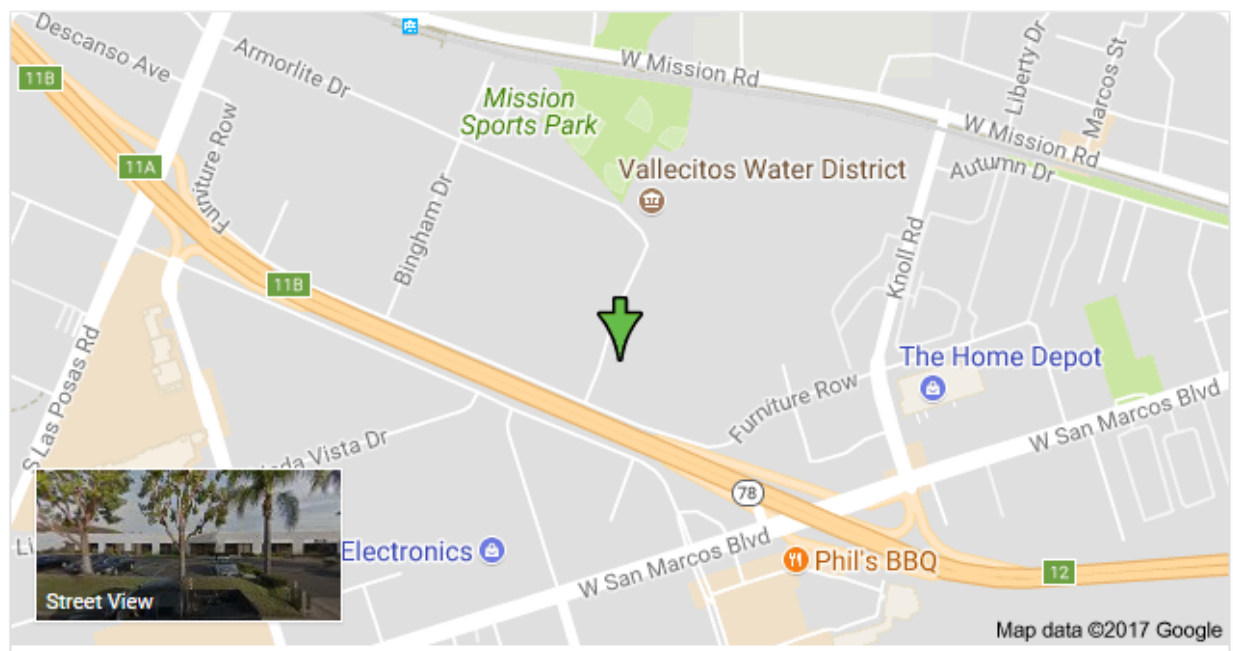 Descanso Ave
11B
Armorlite Dr
W Mission Rd
Liberty Dr
Marcos St
Mission
Sports Park
W Mission Rd
11A
Furniture Row
Vallecitos Water District
Autumn Dr
Bingham Dr
Knoll Rd
11B
S Las Posas Rd
The Home Depot
Furniture Row
W San Marcos Blvd
Vista Dr
78
Electronics
W San Marcos Blvd
Phil's BBQ
12
Street View
Map data ©2017 Google